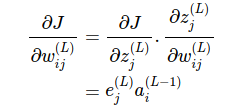 ∂J/∂w_{ij}^{(L)} = ∂J/∂z_j^{(L)} · ∂z_j^{(L)}/∂w_{ij}^{(L)}
= e_j^{(L)} a_i^{(L−1)}